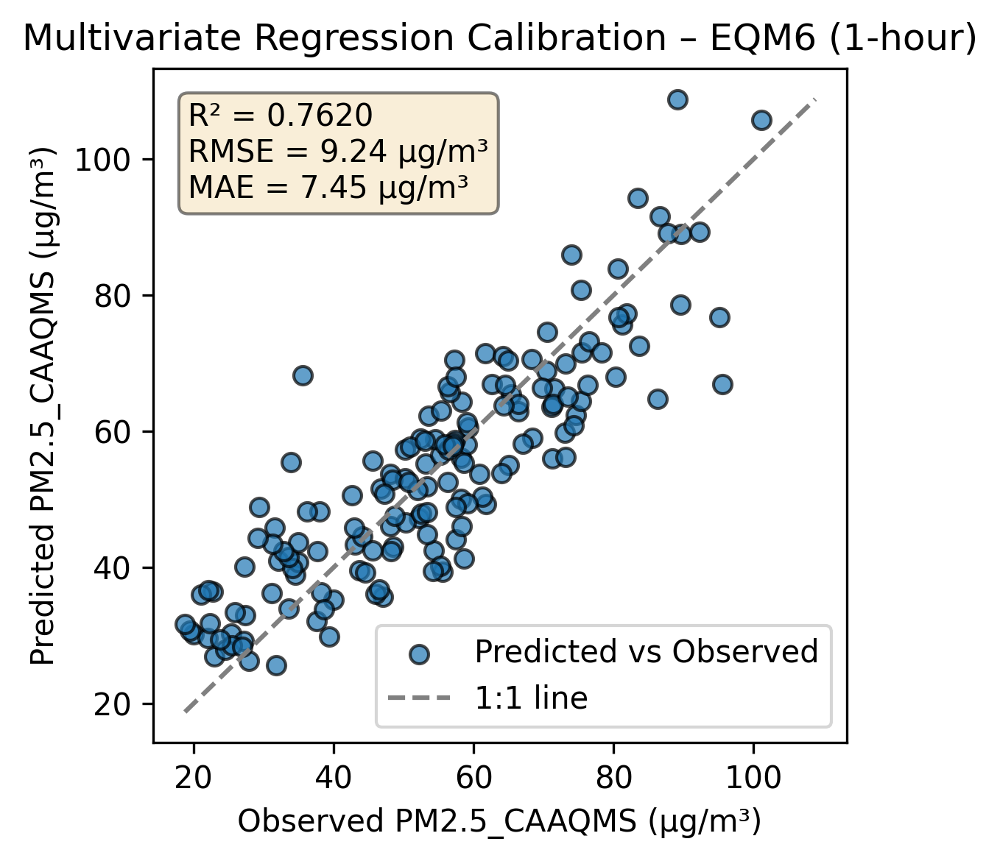 Multivariate Regression Calibration – EQM6 (1-hour)
R² = 0.7620
RMSE = 9.24 µg/m³
MAE = 7.45 µg/m³
Predicted PM2.5_CAAQMS (µg/m³)
100
80
60
40
20
Predicted vs Observed
1:1 line
20 40 60 80 100
Observed PM2.5_CAAQMS (µg/m³)